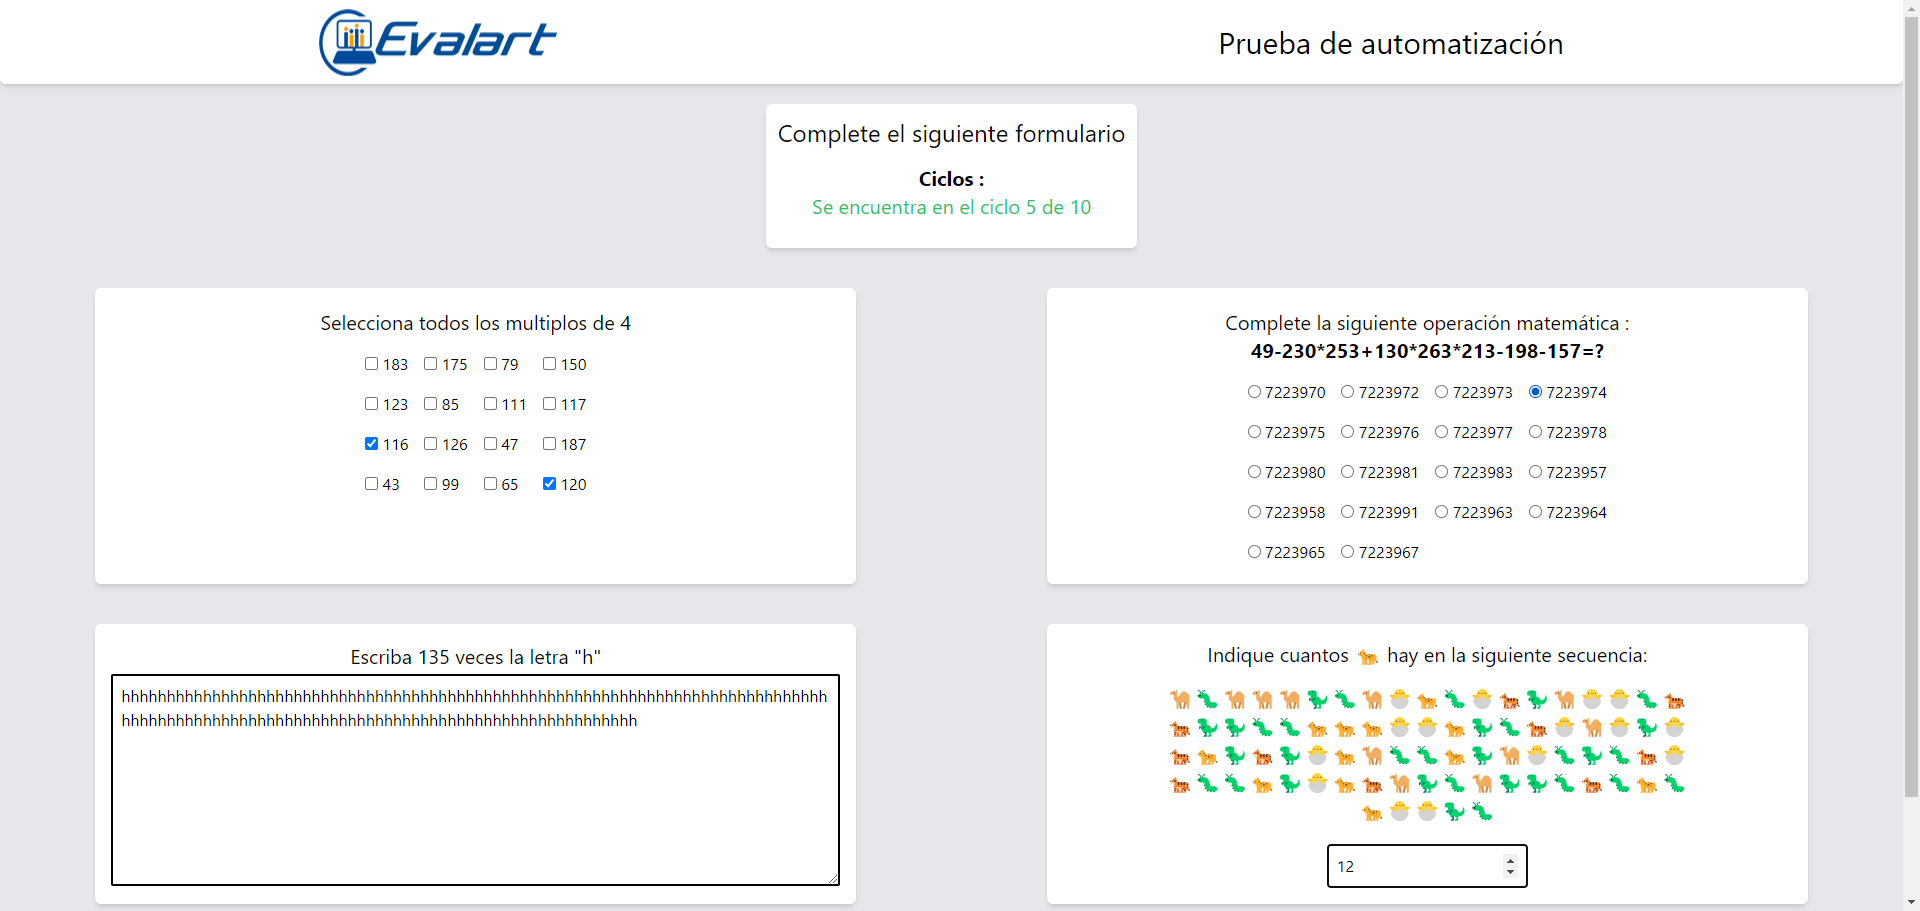 Evalart
Prueba de automatización
Complete el siguiente formulario
Ciclos :
Se encuentra en el ciclo 5 de 10
Selecciona todos los multiplos de 4
183 175 79 150
123 85 111 117
116 126 47 187
43 99 65 120
Complete la siguiente operación matemática :
49-230*253+130*263*213-198-157=?
7223970 7223972 7223973 7223974
7223975 7223976 7223977 7223978
7223980 7223981 7223983 7223957
7223958 7223991 7223963 7223964
7223965 7223967
Escriba 135 veces la letra "h"
hhhhhhhhhhhhhhhhhhhhhhhhhhhhhhhhhhhhhhhhhhhhhhhhhhhhhhhhhhhhhhhhhhhhhhhhhhhhhh
hhhhhhhhhhhhhhhhhhhhhhhhhhhhhhhhhhhhhhhhhhhhhhhhhhhhhhhhh
Indique cuantos 🐆 hay en la siguiente secuencia:
12